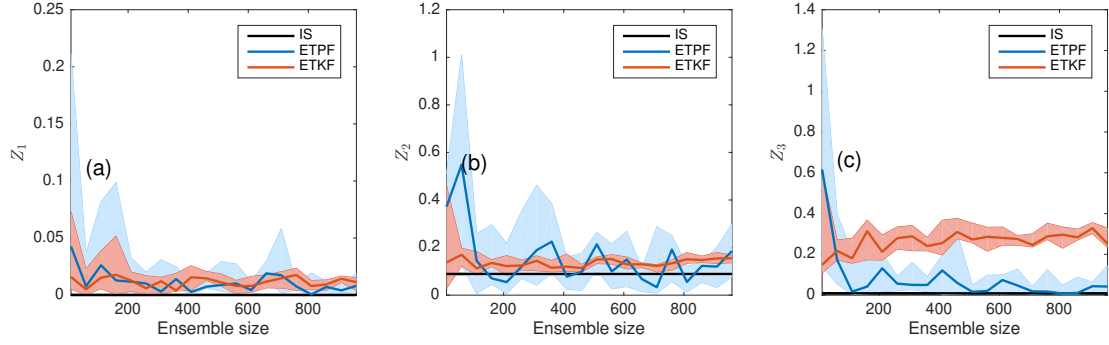 0.25
0.2
0.15
0.1
0.05
0
200 400 600 800
Ensemble size
Z1
(a)
IS
ETPF
ETKF
1.2
1
0.8
0.6
0.4
0.2
0
200 400 600 800
Ensemble size
Z2
(b)
IS
ETPF
ETKF
1.4
1.2
1
0.8
0.6
0.4
0.2
0
200 400 600 800
Ensemble size
Z3
(c)
IS
ETPF
ETKF